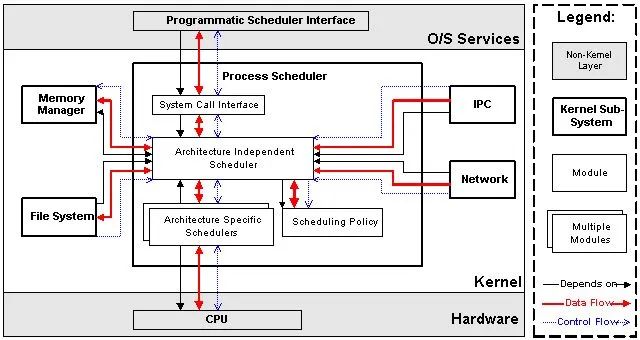 Programmatic Scheduler Interface
O/S Services
Process Scheduler
Memory
Manager
System Call Interface
IPC
Architecture Independent
Scheduler
Network
File System
Architecture Specific
Schedulers
Scheduling Policy
Kernel
CPU
Hardware
Legend:
Non-Kernel
Layer
Kernel Sub-
System
Module
Multiple
Modules
Depends on
Data Flow
Control Flow